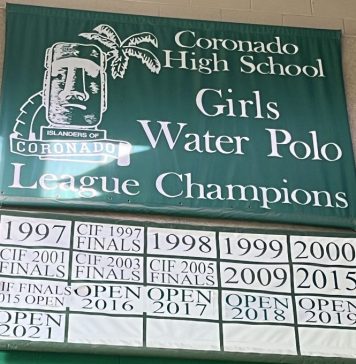 Coronado
High School
Girls
Water Polo
League Champions
ISLANDERS OF
CORONADO
1997
CIF 1997
FINALS
1998
1999
2000
CIF 2001
FINALS
CIF 2003
FINALS
CIF 2005
FINALS
2009
2015
CIF FINALS
2015 OPEN
OPEN
2016
OPEN
2017
OPEN
2018
OPEN
2019
OPEN
2021